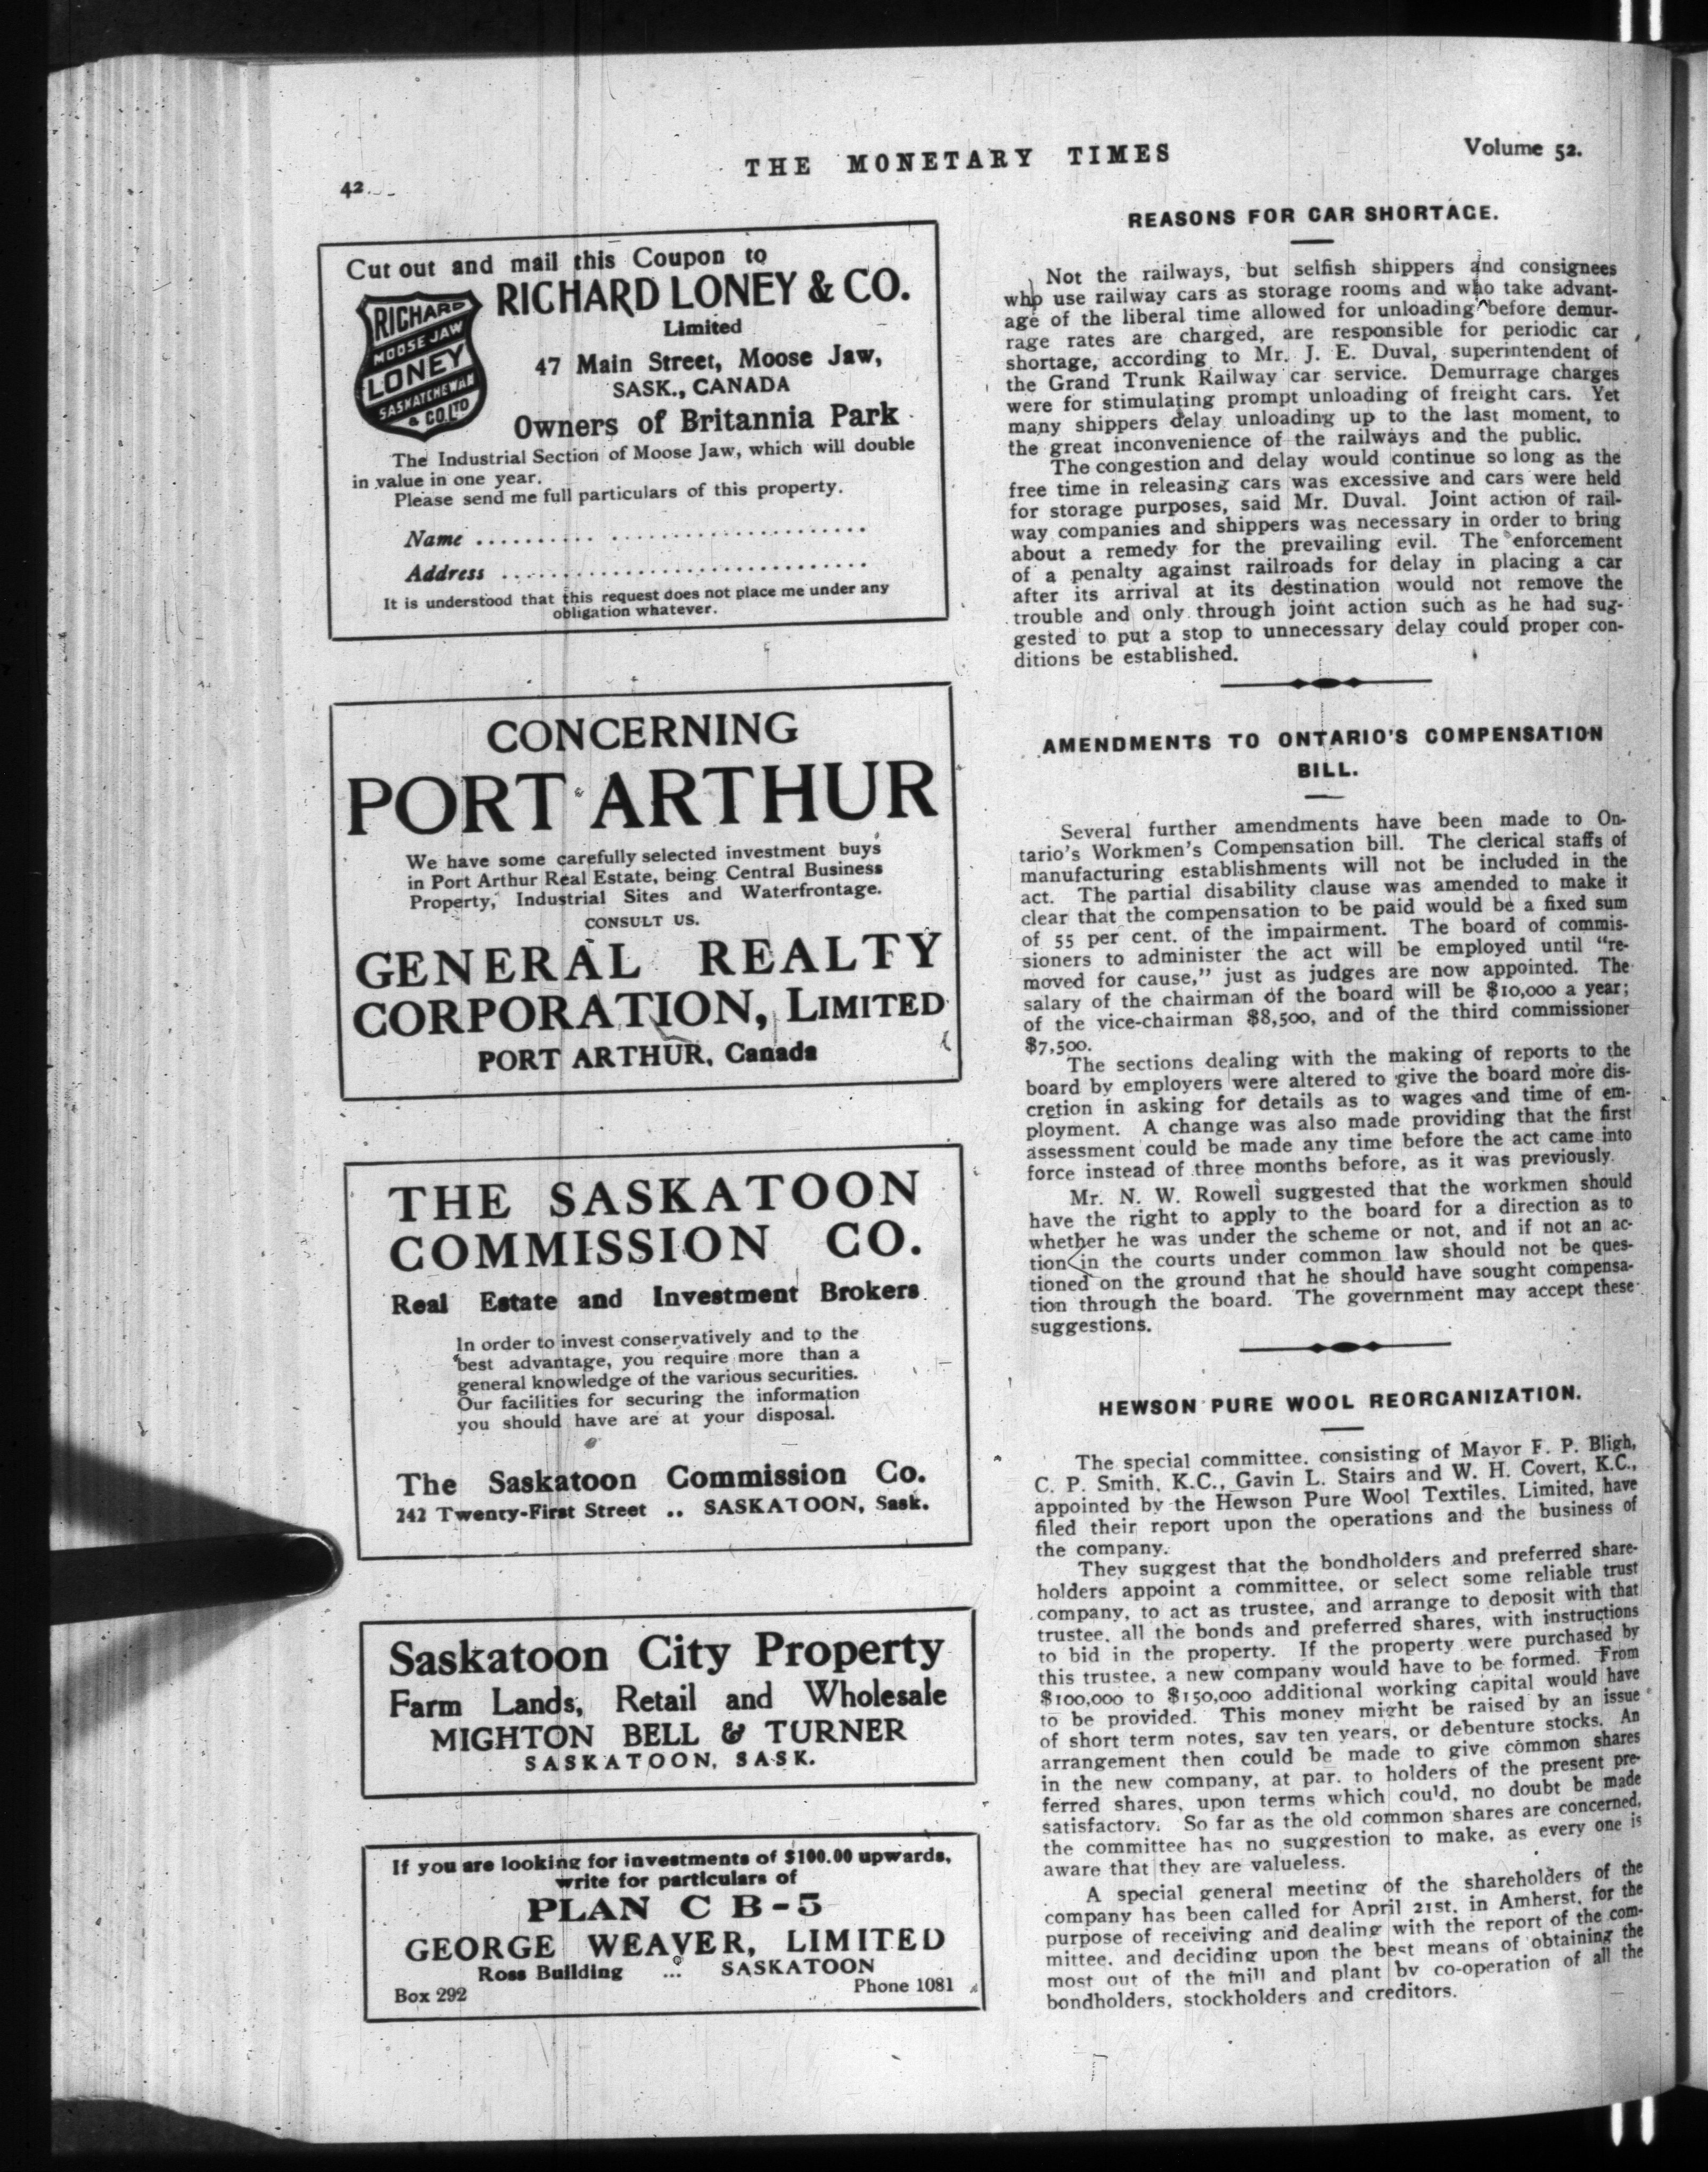 42
THE MONETARY TIMES
Volume 52.
Cut out and mail this Coupon to
RICHARD
MOOSE JAW
LONEY
SASKATCHEWAN
& CO. LTD
RICHARD LONEY & CO.
Limited
47 Main Street, Moose Jaw,
SASK., CANADA
Owners of Britannia Park
The Industrial Section of Moose Jaw, which will double
in value in one year.
Please send me full particulars of this property.
Name
Address
It is understood that this request does not place me under any
obligation whatever.
CONCERNING
PORT ARTHUR
We have some carefully selected investment buys
in Port Arthur Real Estate, being Central Business
Property, Industrial Sites and Waterfrontage.
CONSULT US.
GENERAL REALTY
CORPORATION, LIMITED
PORT ARTHUR, Canada
THE SASKATOON
COMMISSION CO.
Real Estate and Investment Brokers
In order to invest conservatively and to the
best advantage, you require more than a
general knowledge of the various securities.
Our facilities for securing the information
you should have are at your disposal.
The Saskatoon Commission Co.
242 Twenty-First Street .. SASKATOON, Sask.
Saskatoon City Property
Farm Lands, Retail and Wholesale
MIGHTON BELL & TURNER
SASKATOON, SASK.
If you are looking for investments of $100.00 upwards,
write for particulars of
PLAN C B-5
GEORGE WEAVER, LIMITED
Ross Building ... SASKATOON
Box 292 Phone 1081
REASONS FOR CAR SHORTAGE.
Not the railways, but selfish shippers and consignees
who use railway cars as storage rooms and who take advant-
age of the liberal time allowed for unloading before demur-
rage rates are charged, are responsible for periodic car
shortage, according to Mr. J. E. Duval, superintendent of
the Grand Trunk Railway car service. Demurrage charges
were for stimulating prompt unloading of freight cars. Yet
many shippers delay unloading up to the last moment, to
the great inconvenience of the railways and the public.
The congestion and delay would continue so long as the
free time in releasing cars was excessive and cars were held
for storage purposes, said Mr. Duval. Joint action of rail-
way companies and shippers was necessary in order to bring
about a remedy for the prevailing evil. The enforcement
of a penalty against railroads for delay in placing a car
after its arrival at its destination would not remove the
trouble and only through joint action such as he had sug-
gested to put a stop to unnecessary delay could proper con-
ditions be established.
AMENDMENTS TO ONTARIO'S COMPENSATION
BILL.
Several further amendments have been made to On-
tario's Workmen's Compensation bill. The clerical staffs of
manufacturing establishments will not be included in the
act. The partial disability clause was amended to make it
clear that the compensation to be paid would be a fixed sum
of 55 per cent. of the impairment. The board of commis-
sioners to administer the act will be employed until "re-
moved for cause," just as judges are now appointed. The
salary of the chairman of the board will be $10,000 a year;
of the vice-chairman $8,500, and of the third commissioner
$7,500.
The sections dealing with the making of reports to the
board by employers were altered to give the board more dis-
cretion in asking for details as to wages and time of em-
ployment. A change was also made providing that the first
assessment could be made any time before the act came into
force instead of three months before, as it was previously.
Mr. N. W. Rowell suggested that the workmen should
have the right to apply to the board for a direction as to
whether he was under the scheme or not, and if not an ac-
tion in the courts under common law should not be ques-
tioned on the ground that he should have sought compensa-
tion through the board. The government may accept these
suggestions.
HEWSON PURE WOOL REORGANIZATION.
The special committee, consisting of Mayor F. P. Bligh,
C. P. Smith, K.C., Gavin L. Stairs and W. H. Covert, K.C.,
appointed by the Hewson Pure Wool Textiles, Limited, have
filed their report upon the operations and the business of
the company.
They suggest that the bondholders and preferred share-
holders appoint a committee, or select some reliable trust
company, to act as trustee, and arrange to deposit with that
trustee, all the bonds and preferred shares, with instructions
to bid in the property. If the property were purchased by
this trustee, a new company would have to be formed. From
$100,000 to $150,000 additional working capital would have
to be provided. This money might be raised by an issue
of short term notes, say ten years, or debenture stocks. An
arrangement then could be made to give common shares
in the new company, at par, to holders of the present pre-
ferred shares, upon terms which could, no doubt be made
satisfactory. So far as the old common shares are concerned,
the committee has no suggestion to make, as every one is
aware that they are valueless.
A special general meeting of the shareholders of the
company has been called for April 21st, in Amherst, for the
purpose of receiving and dealing with the report of the com-
mittee, and deciding upon the best means of obtaining the
most out of the mill and plant by co-operation of all the
bondholders, stockholders and creditors.